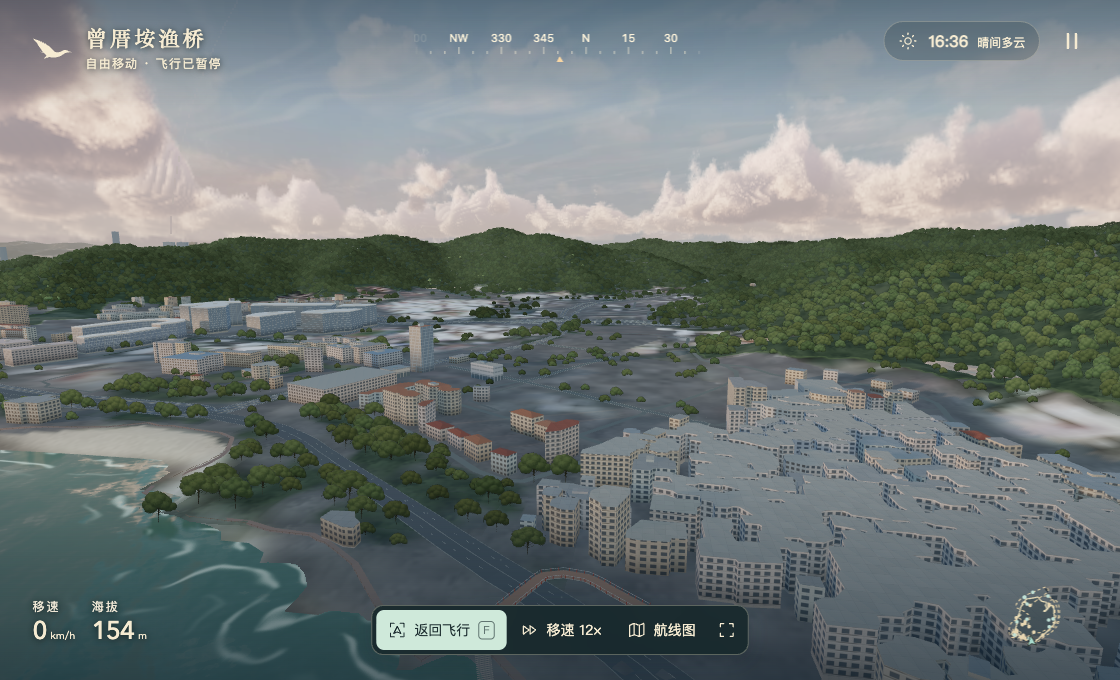 曾厝垵渔桥
自由移动 · 飞行已暂停
NW 330 345 N 15 30
16:36 晴间多云
移速 海拔
0 km/h 154 m
返回飞行 F 移速 12x 航线图